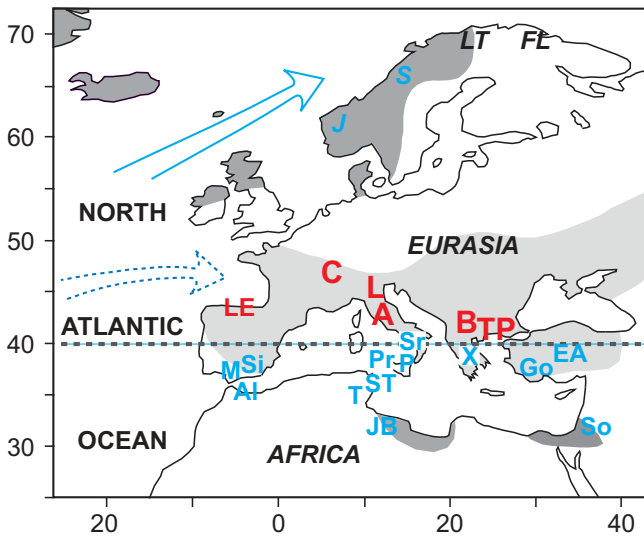 70
LT FL
S
J
60
NORTH
50
EURASIA
C
L
LE
A
B
TP
ATLANTIC
40
Sr
M Si
Pr P
X
Go EA
Al
ST
T
JB
So
OCEAN
AFRICA
30
20 0 20 40